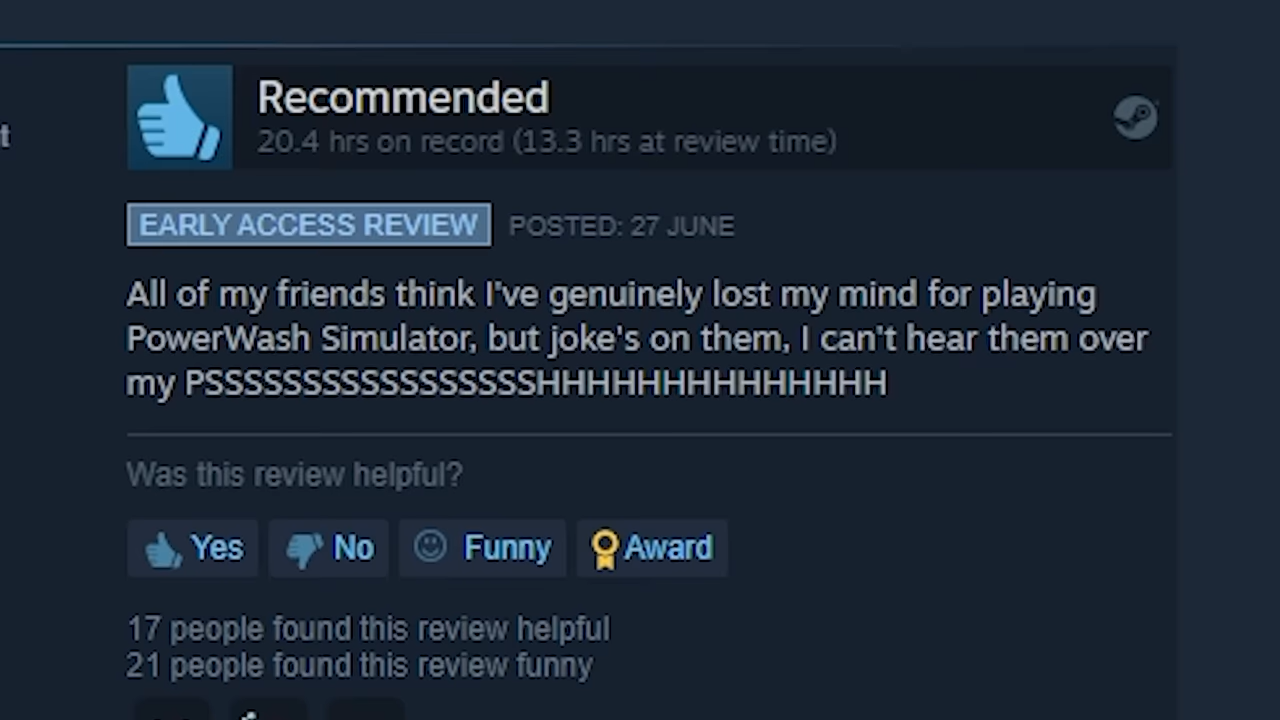 t
Recommended
20.4 hrs on record (13.3 hrs at review time)
EARLY ACCESS REVIEW POSTED: 27 JUNE
All of my friends think I've genuinely lost my mind for playing
PowerWash Simulator, but joke's on them, I can't hear them over
my PSSSSSSSSSSSSSSSSSHHHHHHHHHHHHHH
Was this review helpful?
Yes No Funny Award
17 people found this review helpful
21 people found this review funny